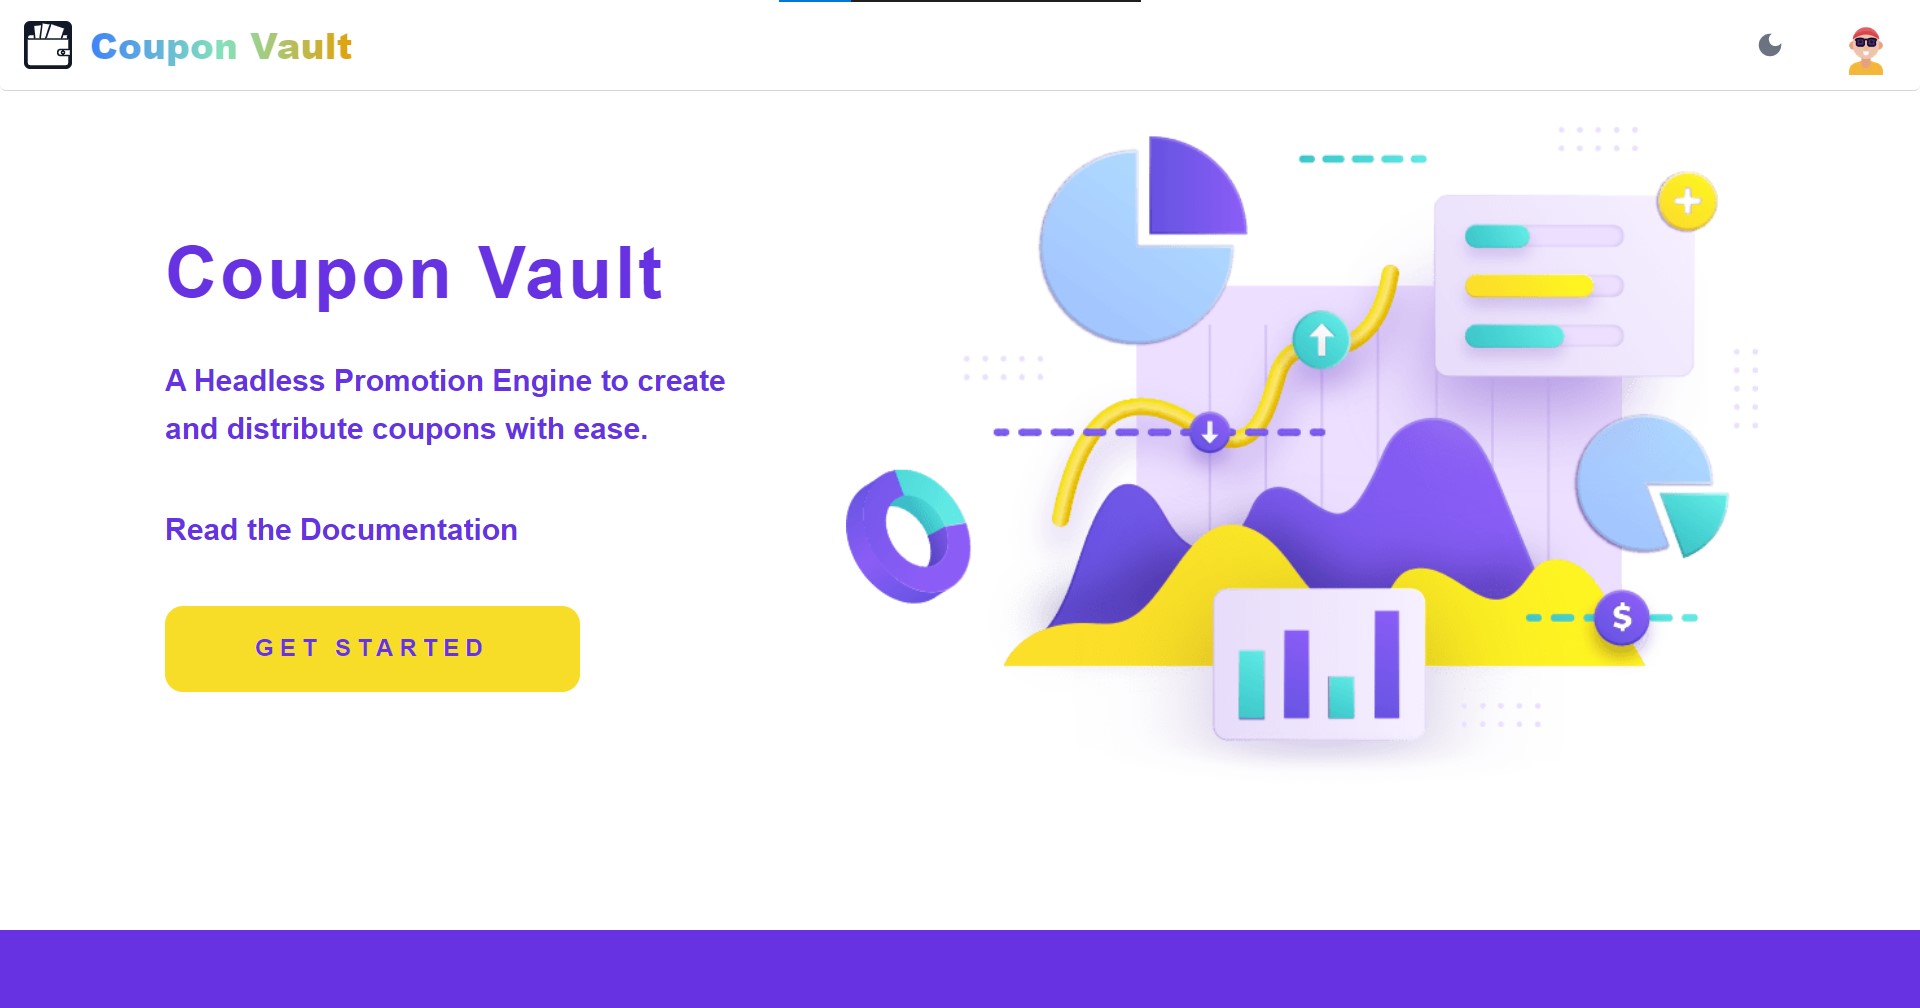 Coupon Vault
Coupon Vault
A Headless Promotion Engine to create
and distribute coupons with ease.
Read the Documentation
GET STARTED
$